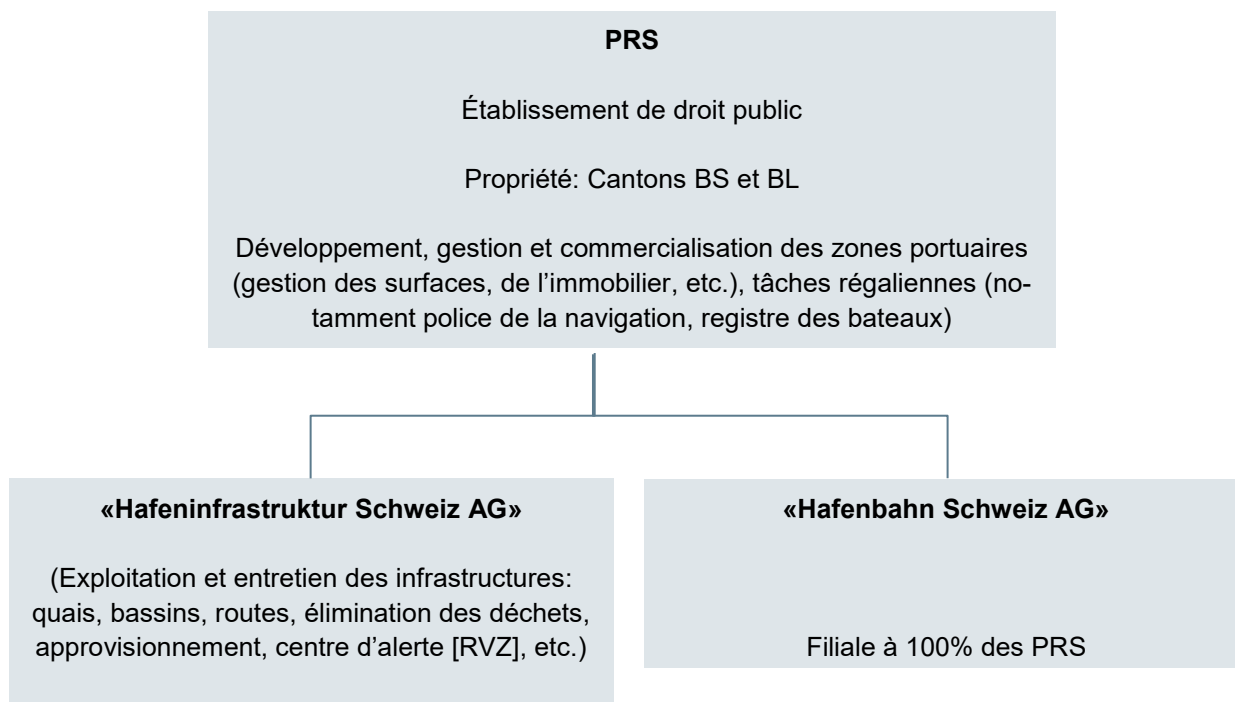 PRS
Établissement de droit public
Propriété: Cantons BS et BL
Développement, gestion et commercialisation des zones portuaires
(gestion des surfaces, de l’immobilier, etc.), tâches régaliennes (no-
tamment police de la navigation, registre des bateaux)
«Hafeninfrastruktur Schweiz AG»
(Exploitation et entretien des infrastructures:
quais, bassins, routes, élimination des déchets,
approvisionnement, centre d’alerte [RVZ], etc.)
«Hafenbahn Schweiz AG»
Filiale à 100% des PRS